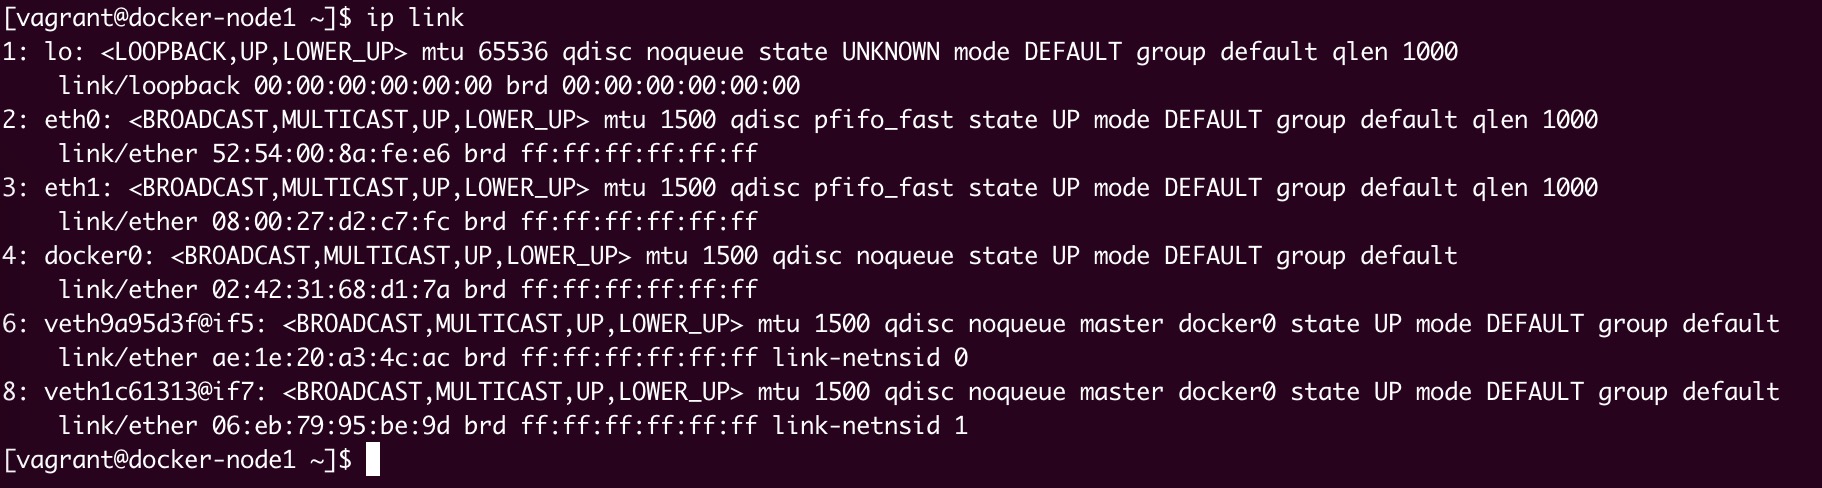 [vagrant@docker-node1 ~]$ ip link
1: lo: <LOOPBACK,UP,LOWER_UP> mtu 65536 qdisc noqueue state UNKNOWN mode DEFAULT group default qlen 1000
    link/loopback 00:00:00:00:00:00 brd 00:00:00:00:00:00
2: eth0: <BROADCAST,MULTICAST,UP,LOWER_UP> mtu 1500 qdisc pfifo_fast state UP mode DEFAULT group default qlen 1000
    link/ether 52:54:00:8a:fe:e6 brd ff:ff:ff:ff:ff:ff
3: eth1: <BROADCAST,MULTICAST,UP,LOWER_UP> mtu 1500 qdisc pfifo_fast state UP mode DEFAULT group default qlen 1000
    link/ether 08:00:27:d2:c7:fc brd ff:ff:ff:ff:ff:ff
4: docker0: <BROADCAST,MULTICAST,UP,LOWER_UP> mtu 1500 qdisc noqueue state UP mode DEFAULT group default
    link/ether 02:42:31:68:d1:7a brd ff:ff:ff:ff:ff:ff
6: veth9a95d3f@if5: <BROADCAST,MULTICAST,UP,LOWER_UP> mtu 1500 qdisc noqueue master docker0 state UP mode DEFAULT group default
    link/ether ae:1e:20:a3:4c:ac brd ff:ff:ff:ff:ff:ff link-netnsid 0
8: veth1c61313@if7: <BROADCAST,MULTICAST,UP,LOWER_UP> mtu 1500 qdisc noqueue master docker0 state UP mode DEFAULT group default
    link/ether 06:eb:79:95:be:9d brd ff:ff:ff:ff:ff:ff link-netnsid 1
[vagrant@docker-node1 ~]$